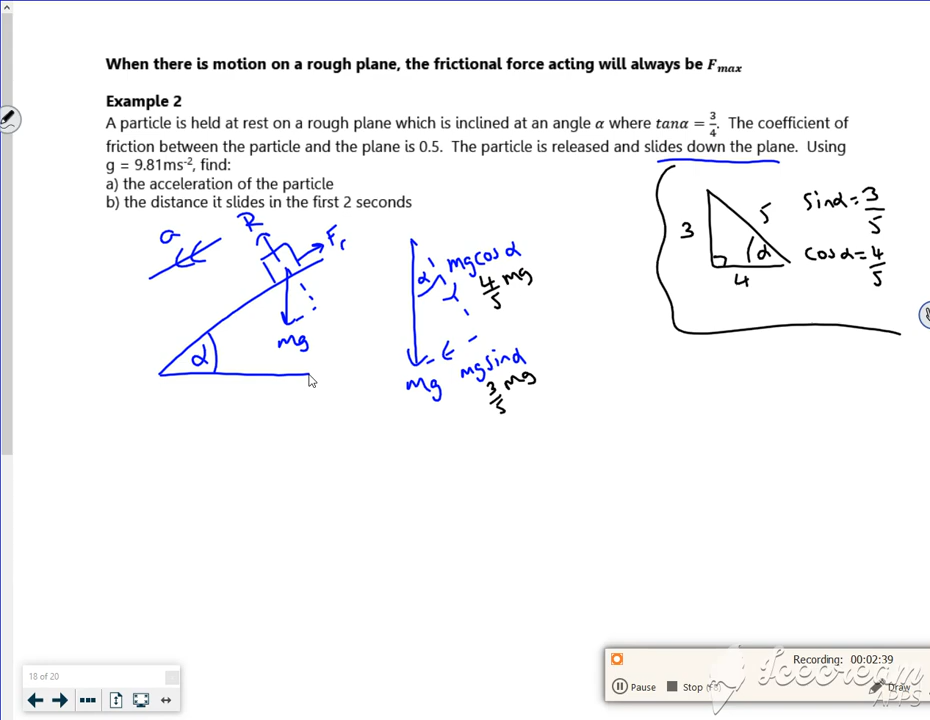 When there is motion on a rough plane, the frictional force acting will always be Fmax
Example 2
A particle is held at rest on a rough plane which is inclined at an angle α where tanα = 3/4. The coefficient of
friction between the particle and the plane is 0.5. The particle is released and slides down the plane. Using
g = 9.81ms⁻², find:
a) the acceleration of the particle
b) the distance it slides in the first 2 seconds
a
R
Fr
mg
α
α
mgcosα
4/5 mg
mgsinα
3/5 mg
mg
3
5
4
α
sinα = 3/5
cosα = 4/5
18 of 20
Recording: 00:02:39
Pause
Stop
Draw
Icecream
APPS